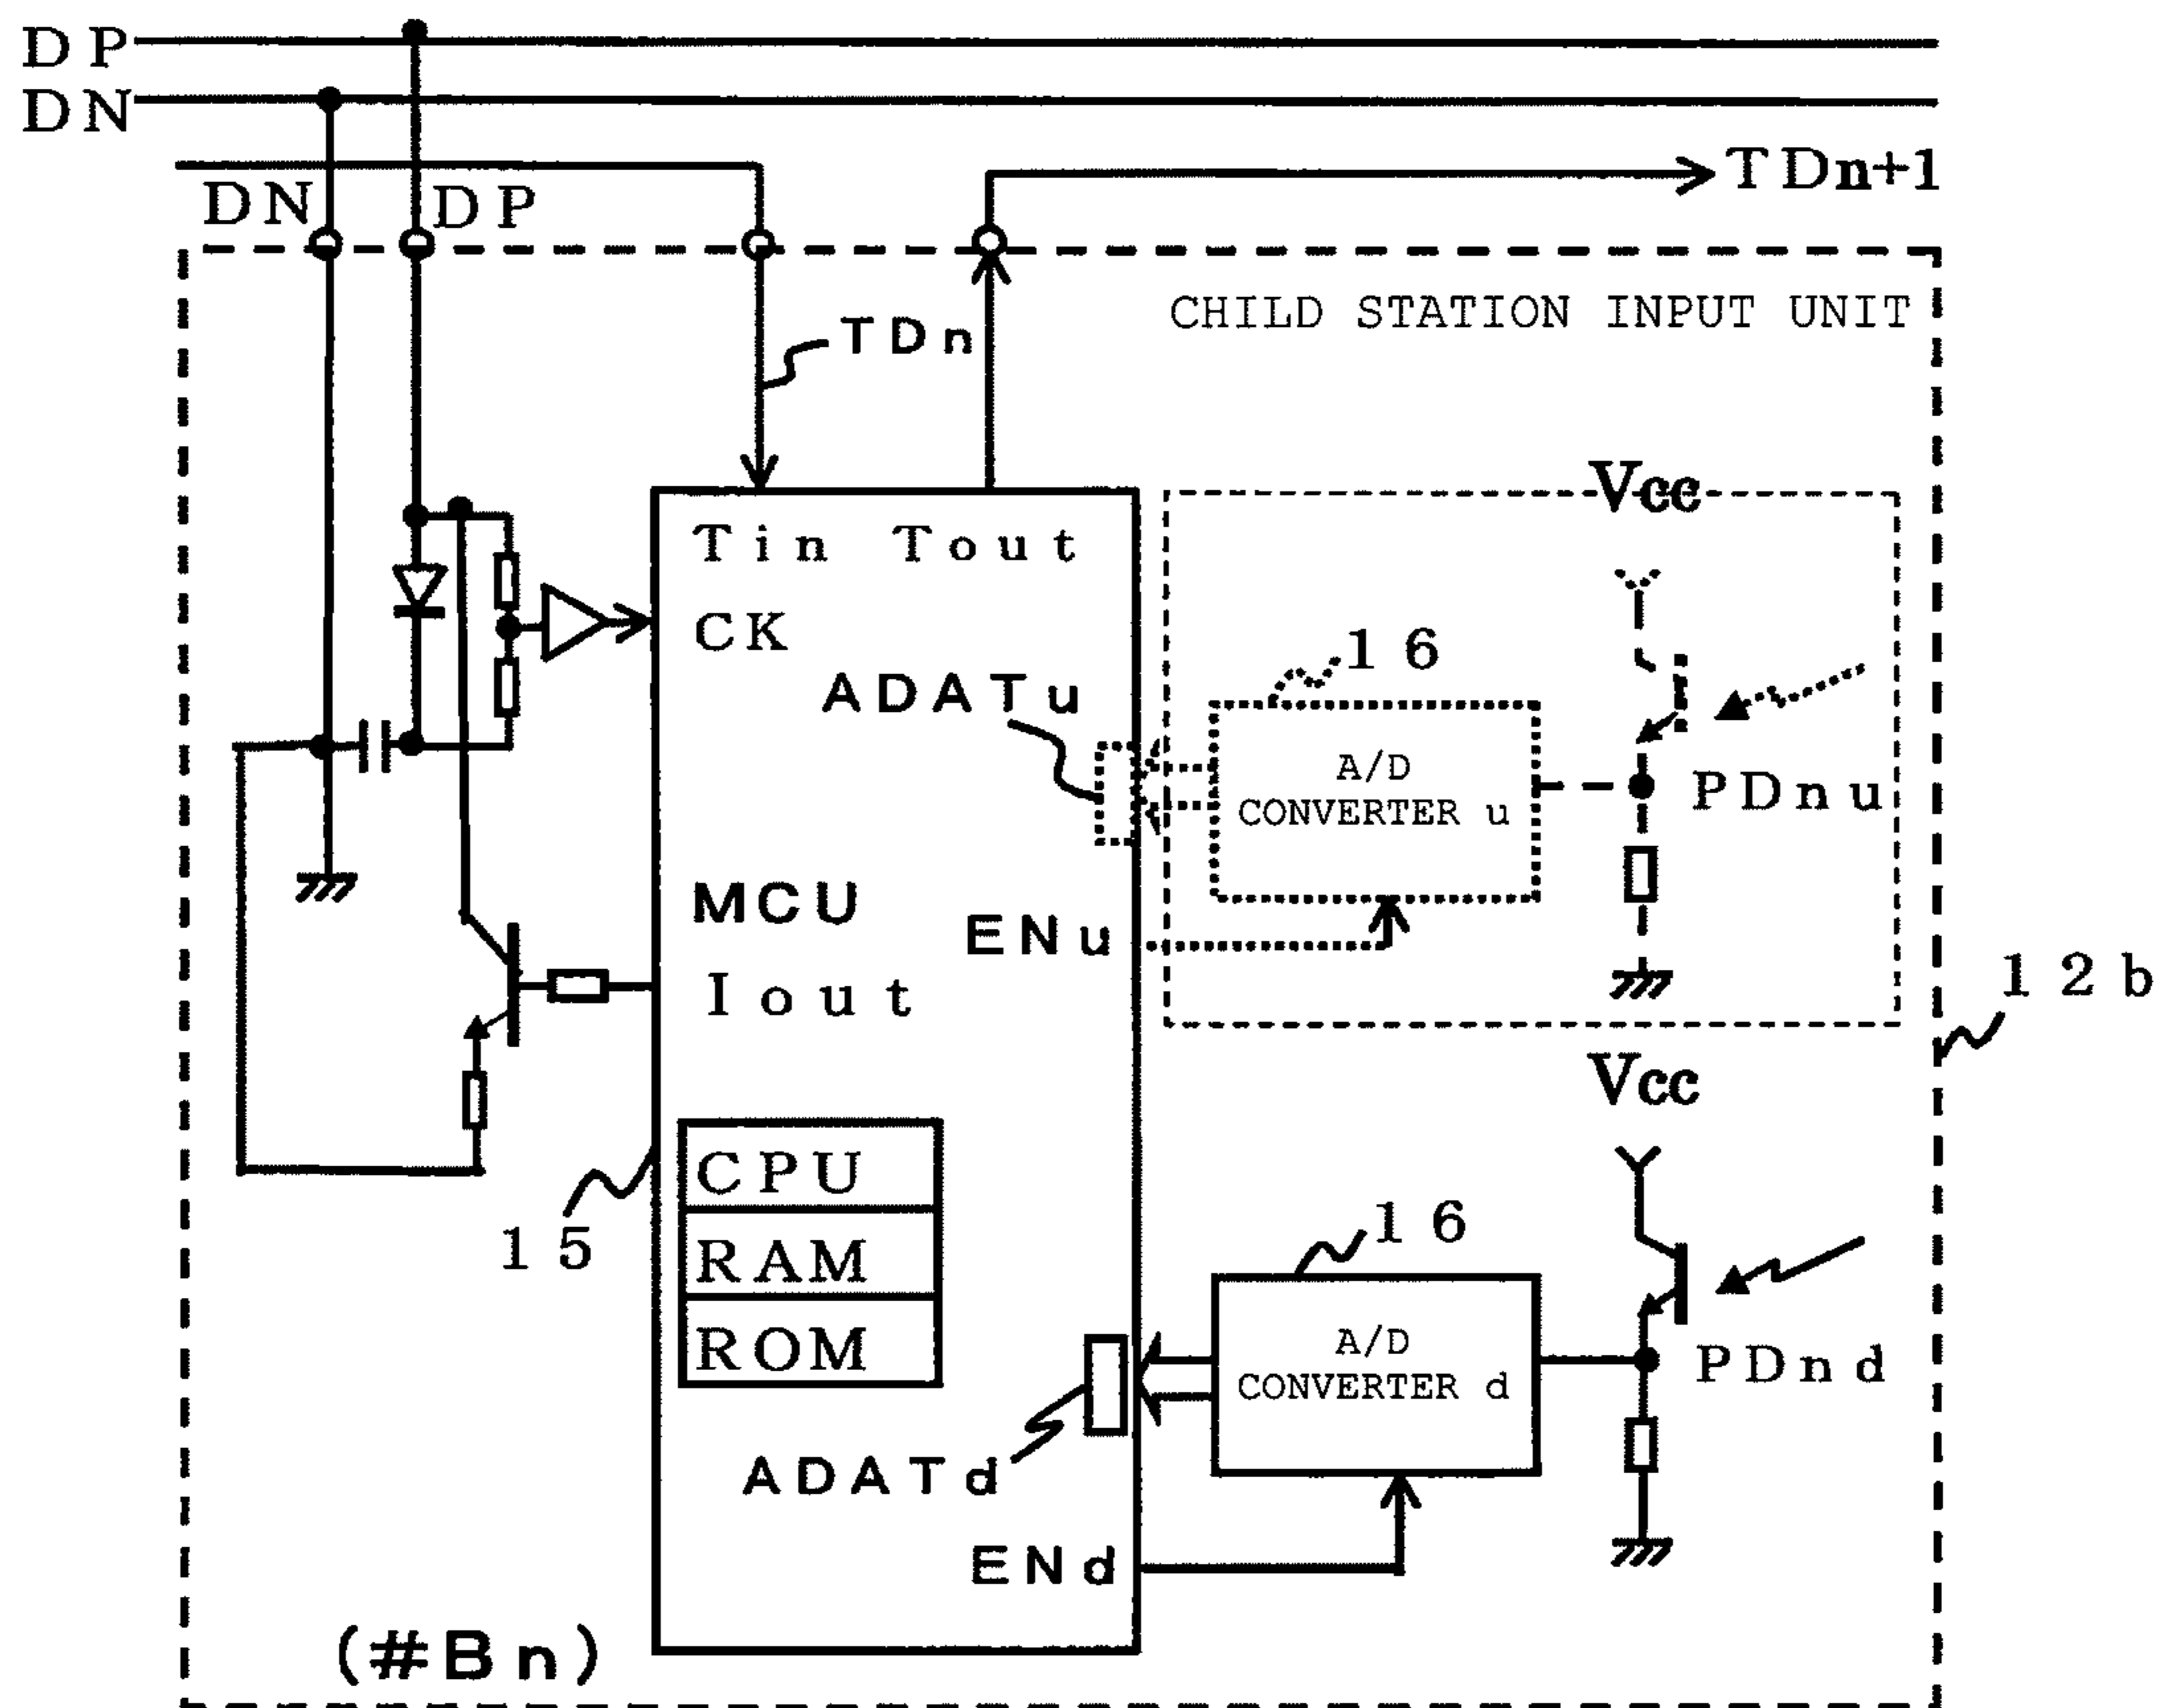 DP
DN
TDn+1
DN
DP
CHILD STATION INPUT UNIT
TDn
Vcc
Tin Tout
CK
16
ADATu
A/D
CONVERTER u
PDnu
MCU
ENu
12b
Iout
Vcc
CPU
16
15
RAM
A/D
CONVERTER d
PDnd
ROM
ADATd
ENd
(#Bn)